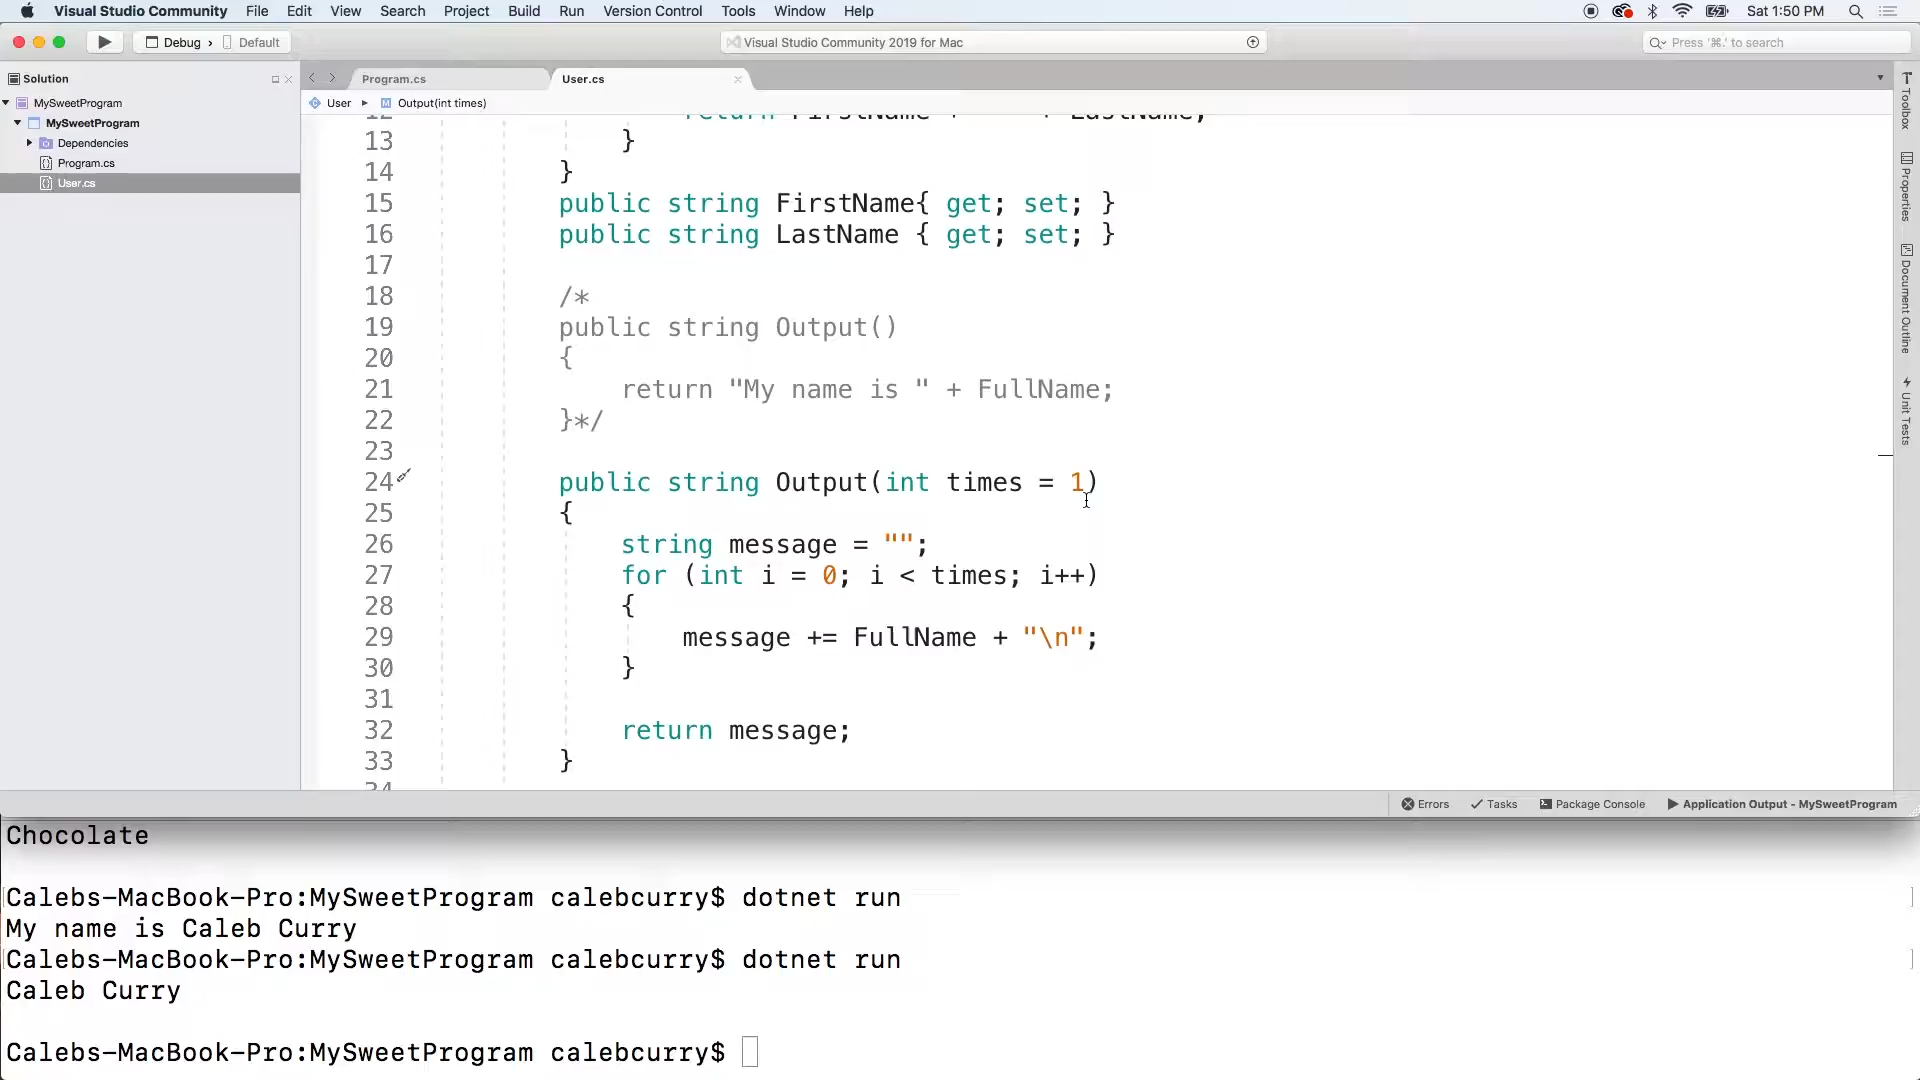 Visual Studio Community File Edit View Search Project Build Run Version Control Tools Window Help Sat 1:50 PM
Debug › Default Visual Studio Community 2019 for Mac Press '⌘.' to search
Solution Program.cs User.cs
MySweetProgram User Output(int times)
MySweetProgram
Dependencies
Program.cs
User.cs
Toolbox
Properties
Document Outline
Unit Tests
13 }
14 }
15 public string FirstName{ get; set; }
16 public string LastName { get; set; }
17
18 /*
19 public string Output()
20 {
21 return "My name is " + FullName;
22 }*/
23
24 public string Output(int times = 1)
25 {
26 string message = "";
27 for (int i = 0; i < times; i++)
28 {
29 message += FullName + "\n";
30 }
31
32 return message;
33 }
Errors Tasks Package Console Application Output - MySweetProgram
Chocolate
Calebs-MacBook-Pro:MySweetProgram calebcurry$ dotnet run
My name is Caleb Curry
Calebs-MacBook-Pro:MySweetProgram calebcurry$ dotnet run
Caleb Curry
Calebs-MacBook-Pro:MySweetProgram calebcurry$